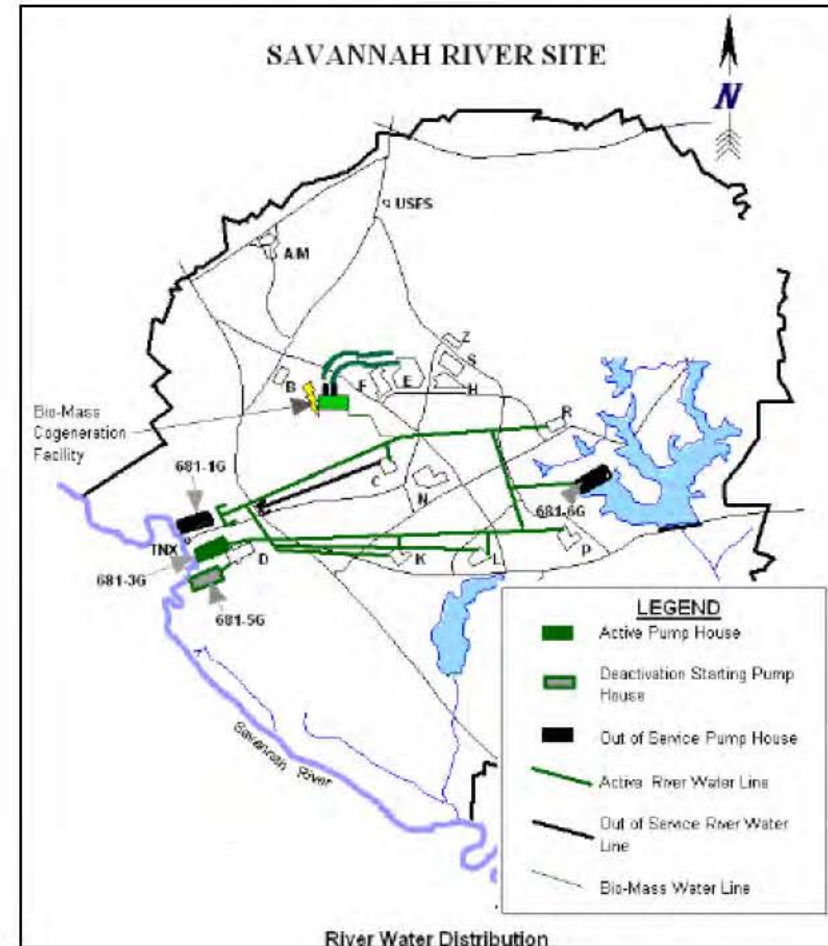 SAVANNAH RIVER SITE
N
USFS
A/M
Z
S
B
F
E
H
Bio-Mass
Cogeneration
Facility
R
681-1G
C
N
681-6G
TNX
D
K
L
P
681-3G
681-5G
Savannah River
LEGEND
Active Pump House
Deactivation Starting Pump
House
Out of Service Pump House
Active River Water Line
Out of Service River Water
Line
Bio-Mass Water Line
River Water Distribution